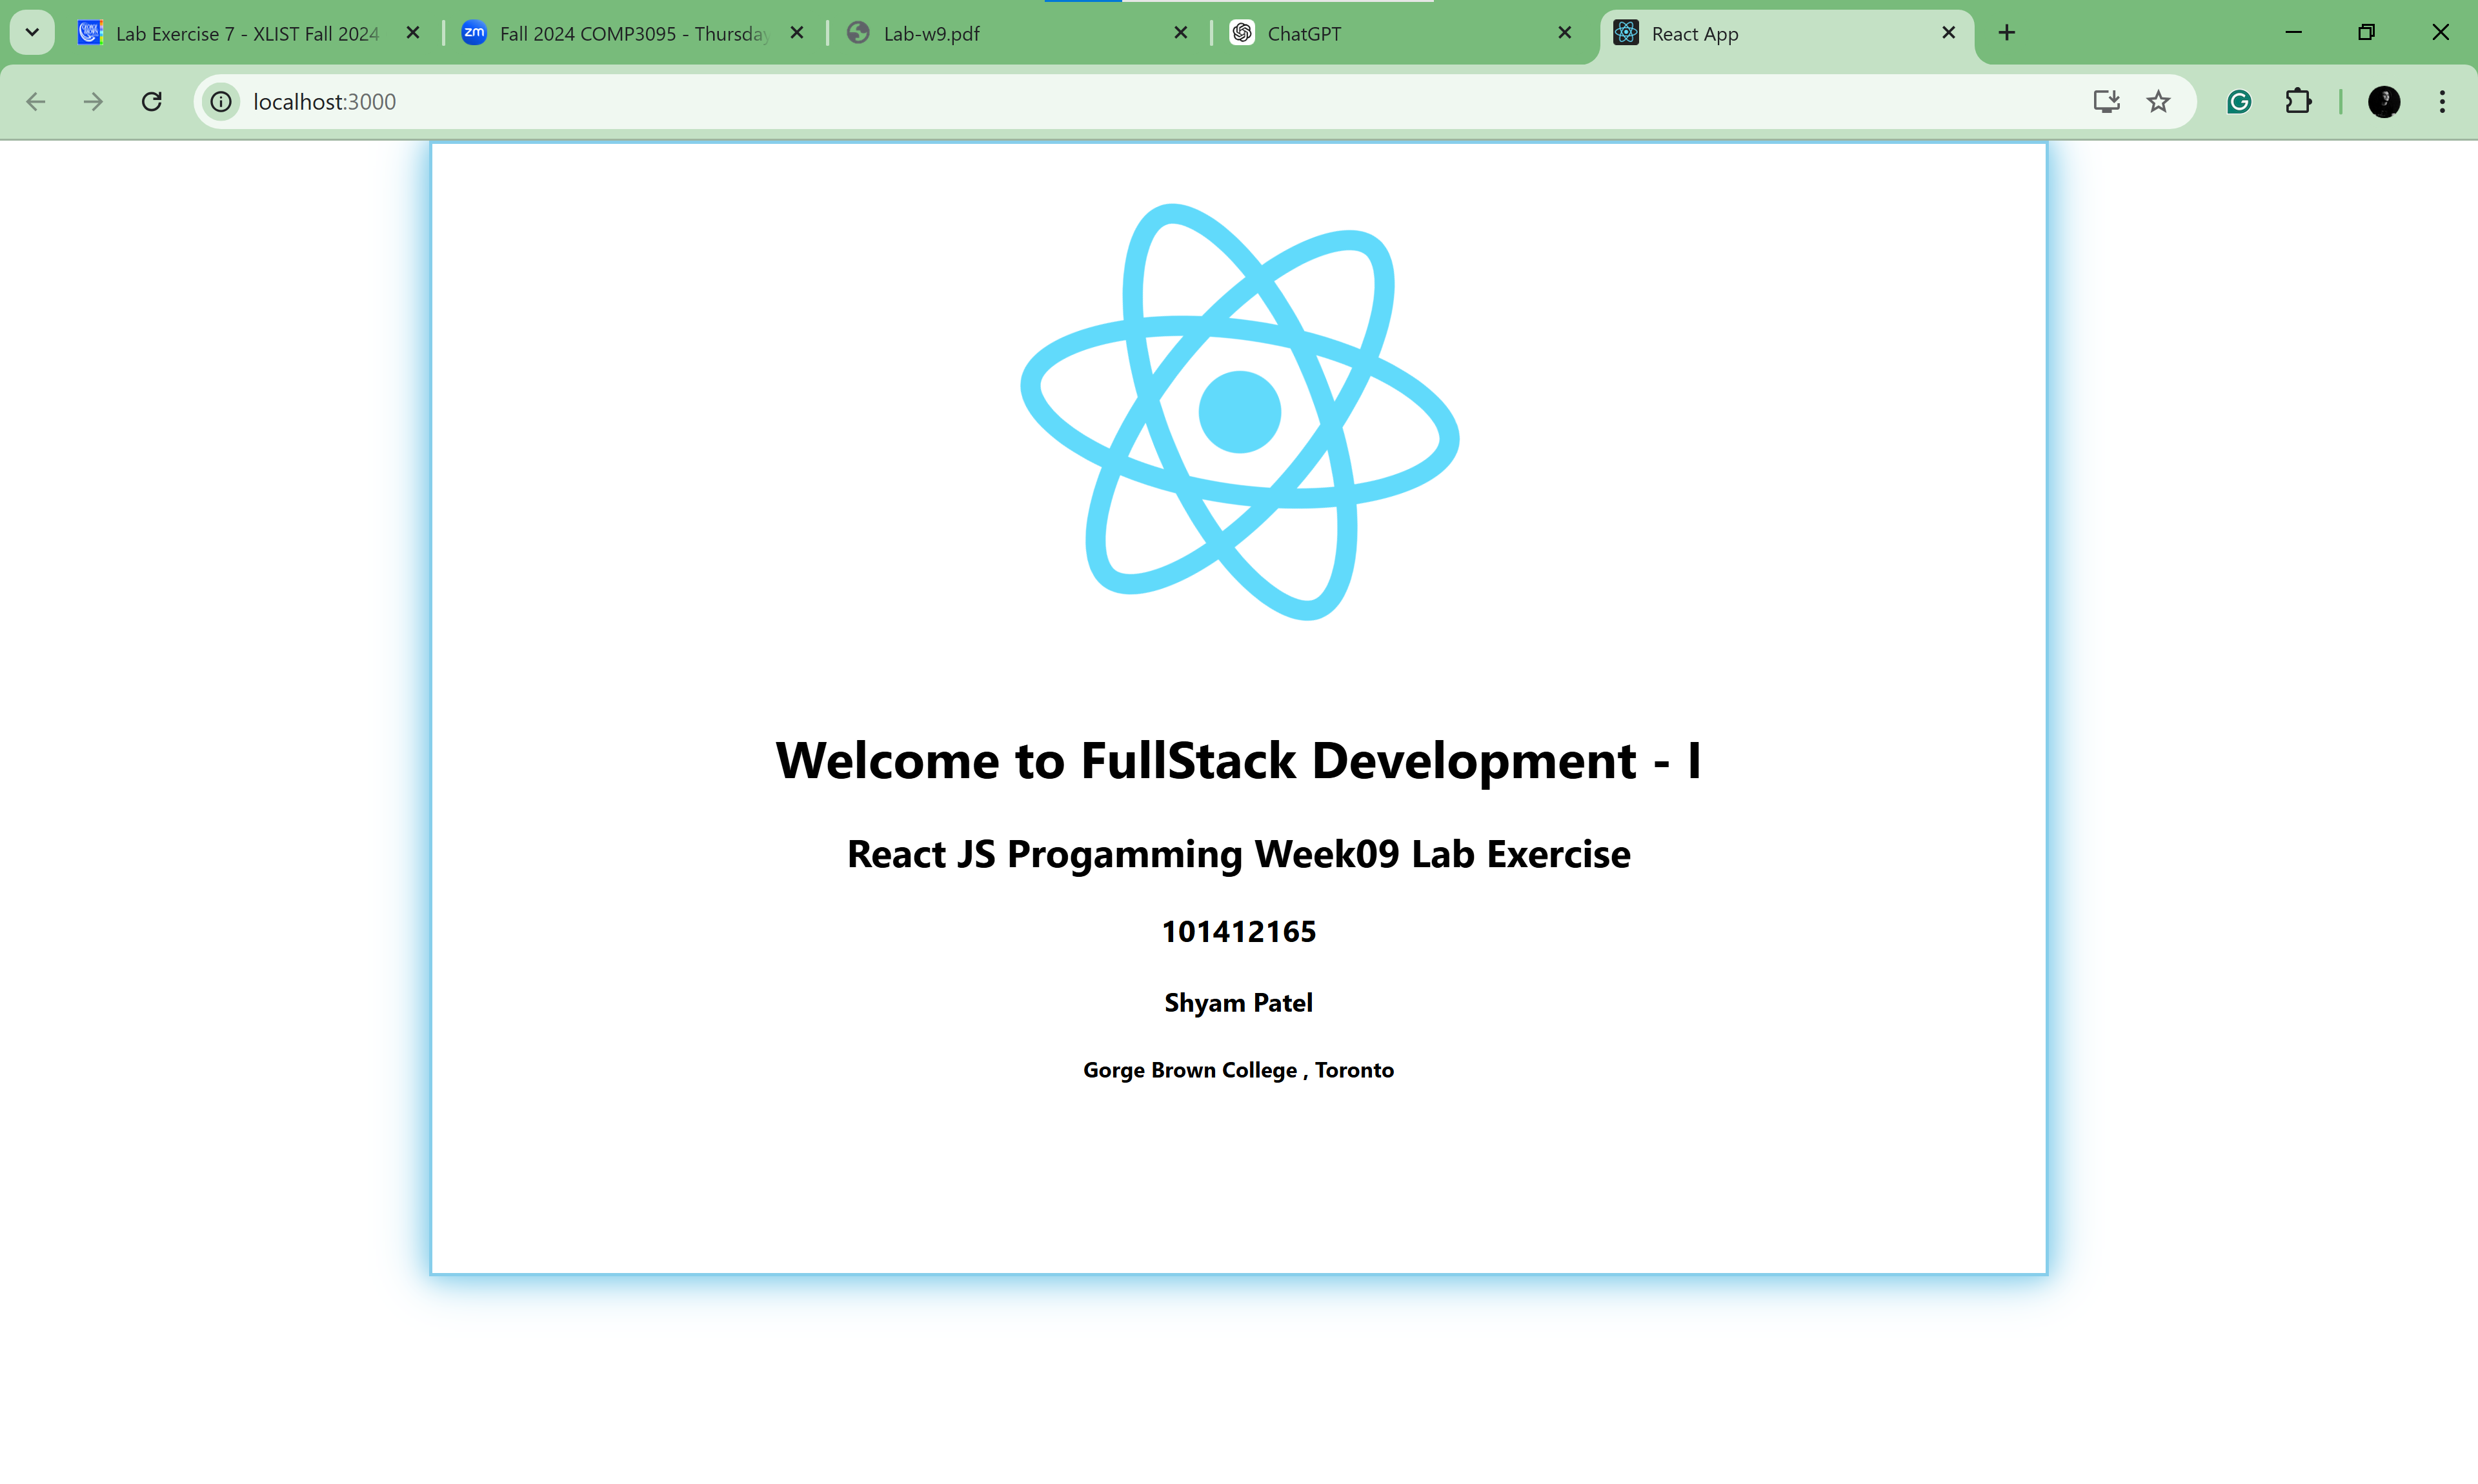 Lab Exercise 7 - XLIST Fall 2024
zm
Fall 2024 COMP3095 - Thursday
Lab-w9.pdf
ChatGPT
React App
localhost:3000
Welcome to FullStack Development - I
React JS Progamming Week09 Lab Exercise
101412165
Shyam Patel
Gorge Brown College , Toronto